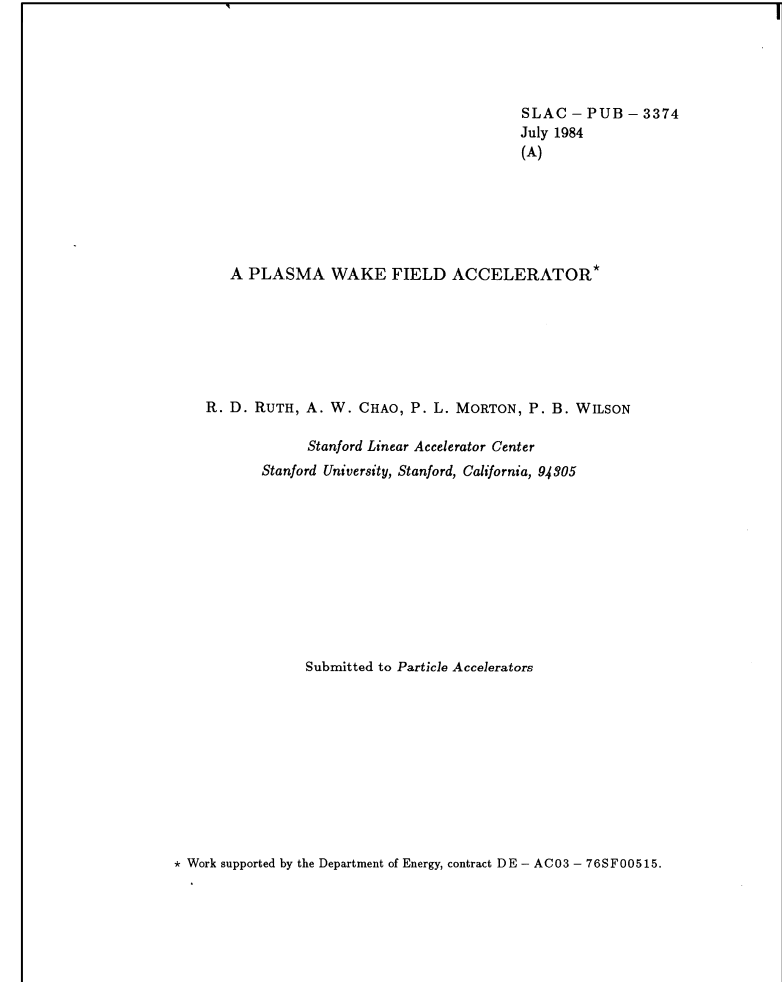 SLAC – PUB – 3374
July 1984
(A)
A PLASMA WAKE FIELD ACCELERATOR*
R. D. RUTH, A. W. CHAO, P. L. MORTON, P. B. WILSON
Stanford Linear Accelerator Center
Stanford University, Stanford, California, 94305
Submitted to Particle Accelerators
* Work supported by the Department of Energy, contract DE – AC03 – 76SF00515.